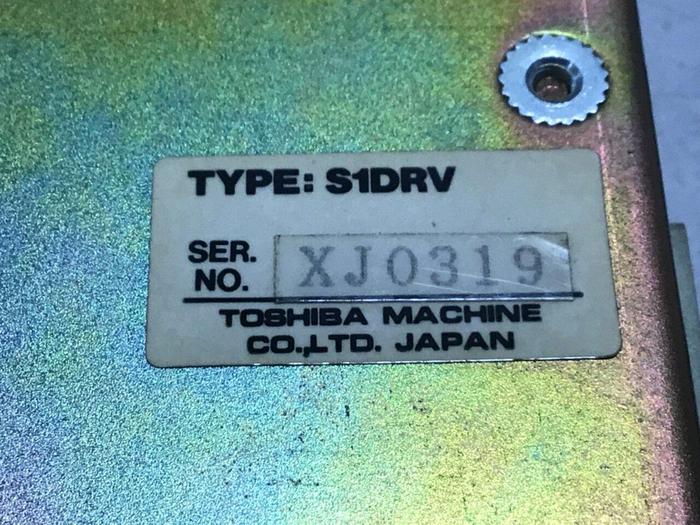 TYPE: S1DRV
SER. NO. XJ0319
TOSHIBA MACHINE
CO.,LTD. JAPAN